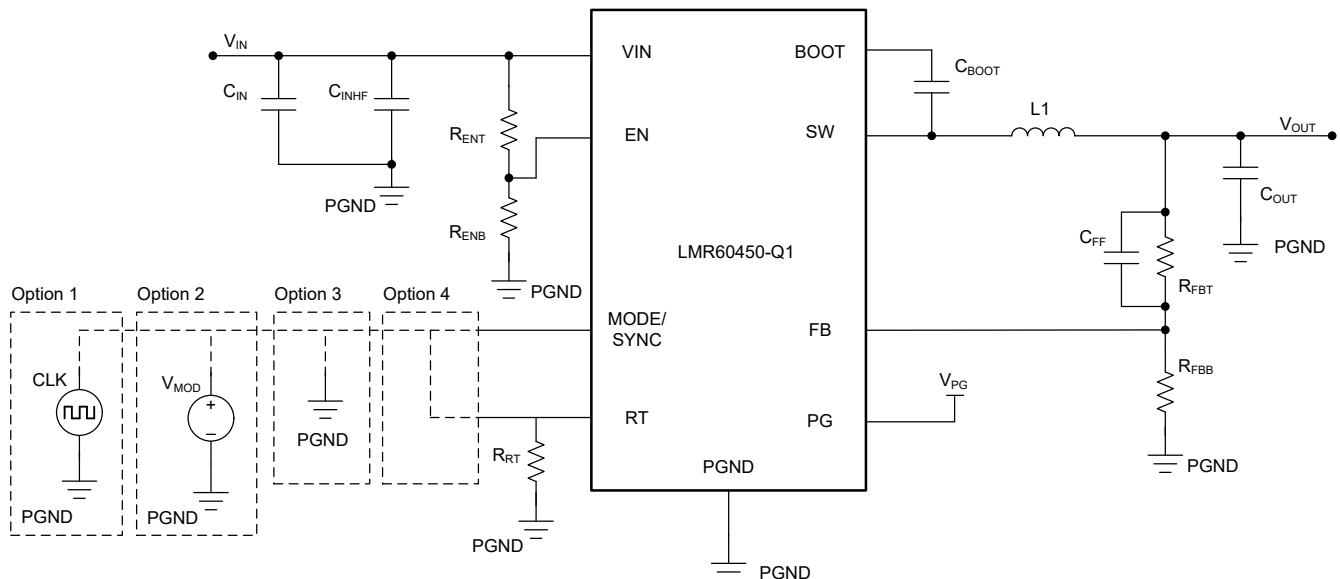 VIN
VIN
BOOT
CBOOT
CIN
CINHF
L1
RENT
EN
SW
VOUT
COUT
PGND
PGND
RENB
LMR60450-Q1
CFF
RFBT
PGND
Option 1
Option 2
Option 3
Option 4
MODE/
SYNC
FB
CLK
VMOD
+
−
RFBB
VPG
PGND
RT
PG
RRT
PGND
PGND
PGND
PGND
PGND
PGND